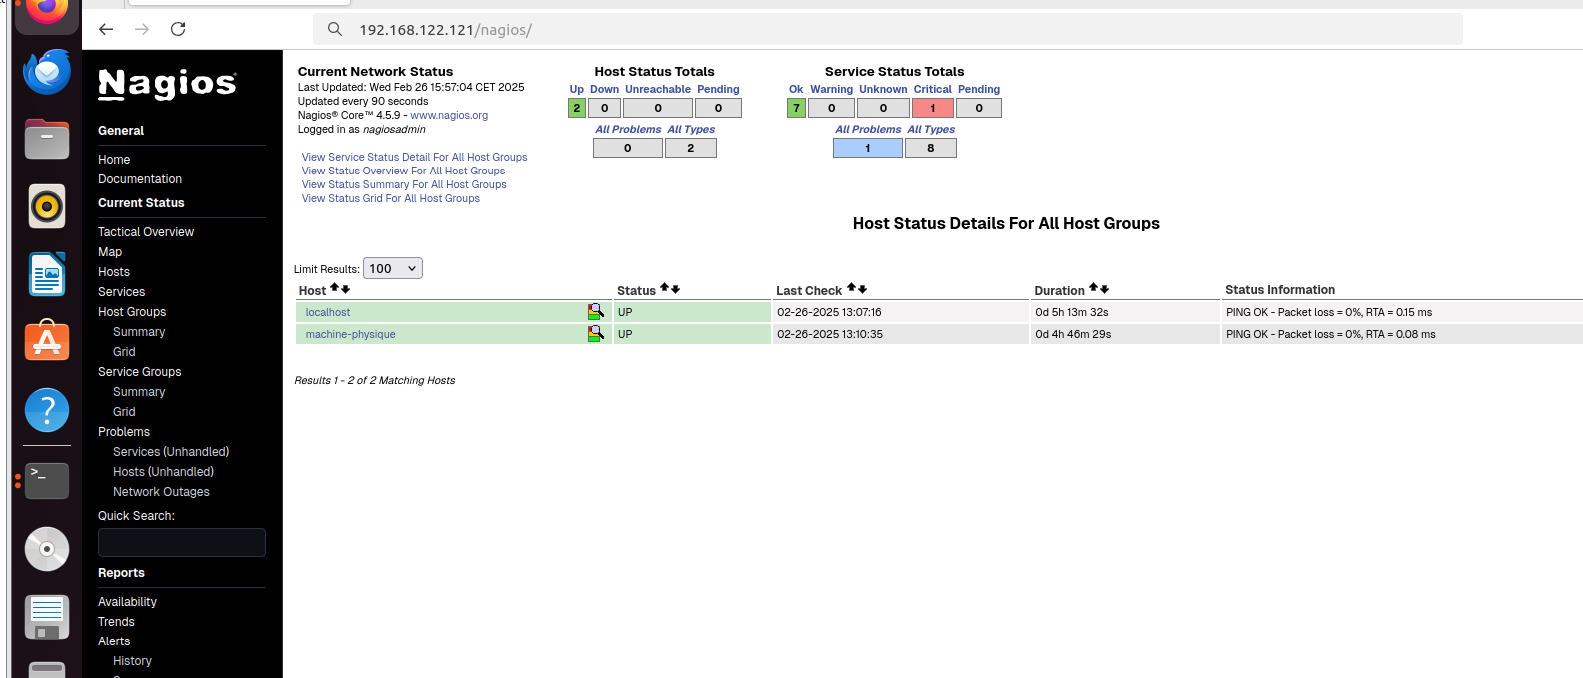 192.168.122.121/nagios/
Nagios®
General
Home
Documentation
Current Status
Tactical Overview
Map
Hosts
Services
Host Groups
Summary
Grid
Service Groups
Summary
Grid
Problems
Services (Unhandled)
Hosts (Unhandled)
Network Outages
Quick Search:
Reports
Availability
Trends
Alerts
History
Current Network Status
Last Updated: Wed Feb 26 15:57:04 CET 2025
Updated every 90 seconds
Nagios® Core™ 4.5.9 - www.nagios.org
Logged in as nagiosadmin
View Service Status Detail For All Host Groups
View Status Overview For All Host Groups
View Status Summary For All Host Groups
View Status Grid For All Host Groups
Host Status Totals
Up Down Unreachable Pending
2 0 0 0
All Problems All Types
0 2
Service Status Totals
Ok Warning Unknown Critical Pending
7 0 0 1 0
All Problems All Types
1 8
Host Status Details For All Host Groups
Limit Results: 100
Host Status Last Check Duration Status Information
localhost UP 02-26-2025 13:07:16 0d 5h 13m 32s PING OK - Packet loss = 0%, RTA = 0.15 ms
machine-physique UP 02-26-2025 13:10:35 0d 4h 46m 29s PING OK - Packet loss = 0%, RTA = 0.08 ms
Results 1 - 2 of 2 Matching Hosts